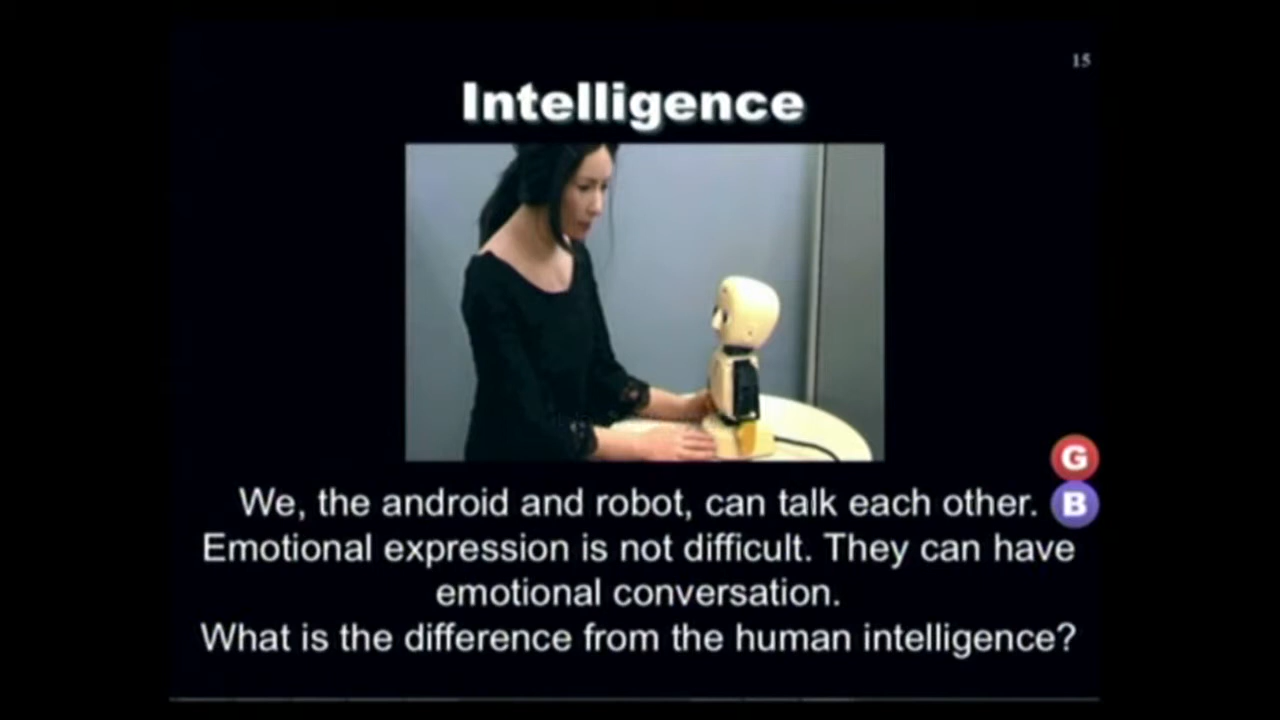 15
Intelligence
G
We, the android and robot, can talk each other.
B
Emotional expression is not difficult. They can have
emotional conversation.
What is the difference from the human intelligence?